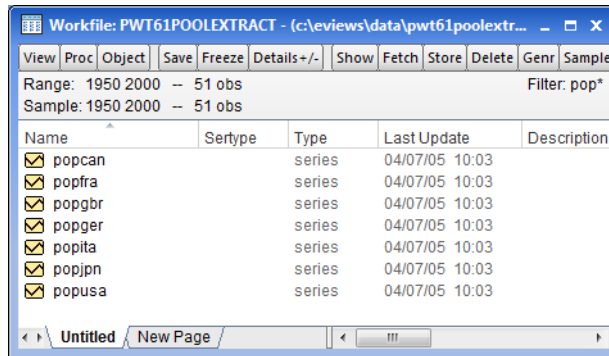 Workfile: PWT61POOLEXTRACT - (c:\eviews\data\pwt61poolextr...
View Proc Object Save Freeze Details+/- Show Fetch Store Delete Genr Sample
Range: 1950 2000 -- 51 obs Filter: pop*
Sample: 1950 2000 -- 51 obs
Name Sertype Type Last Update Description
popcan series 04/07/05 10:03
popfra series 04/07/05 10:03
popgbr series 04/07/05 10:03
popger series 04/07/05 10:03
popita series 04/07/05 10:03
popjpn series 04/07/05 10:03
popusa series 04/07/05 10:03
Untitled New Page